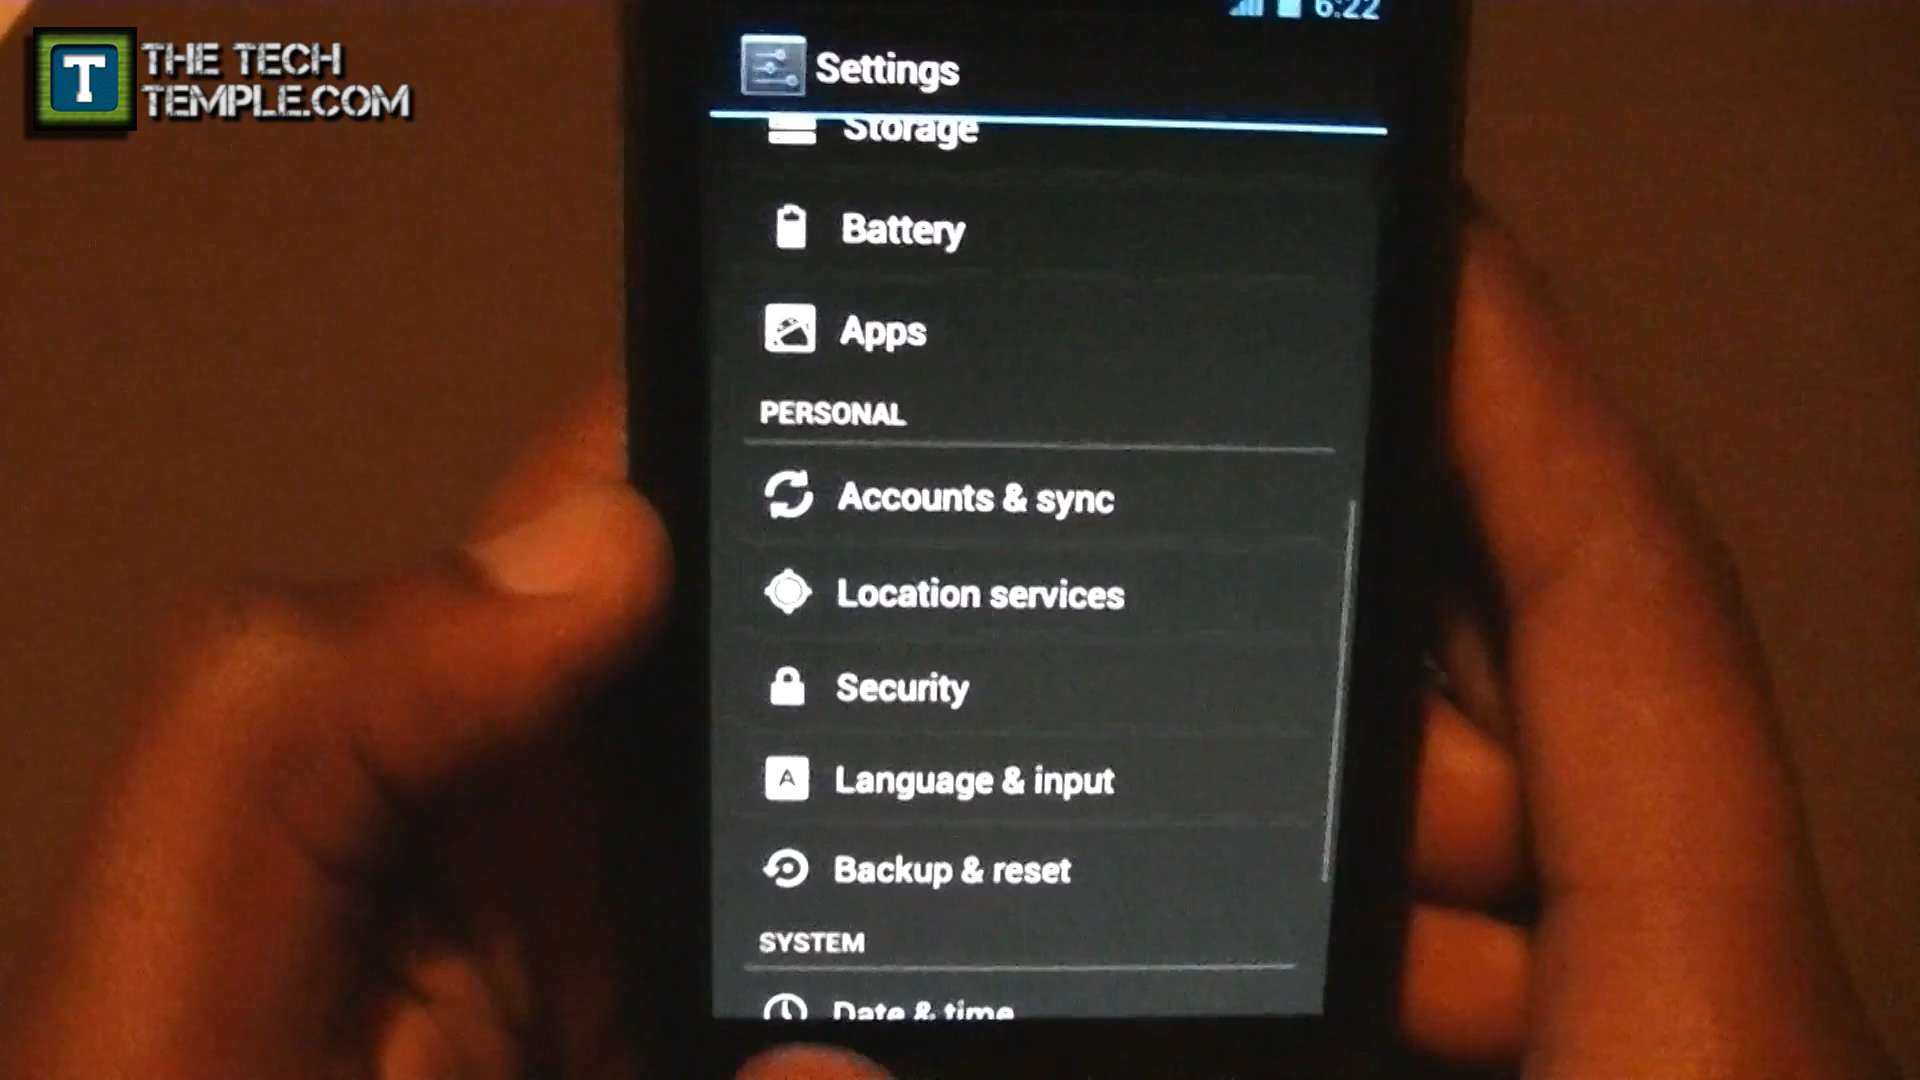 T THE TECH
TEMPLE.COM
6:22
Settings
Storage
Battery
Apps
PERSONAL
Accounts & sync
Location services
Security
A Language & input
Backup & reset
SYSTEM
Date & time